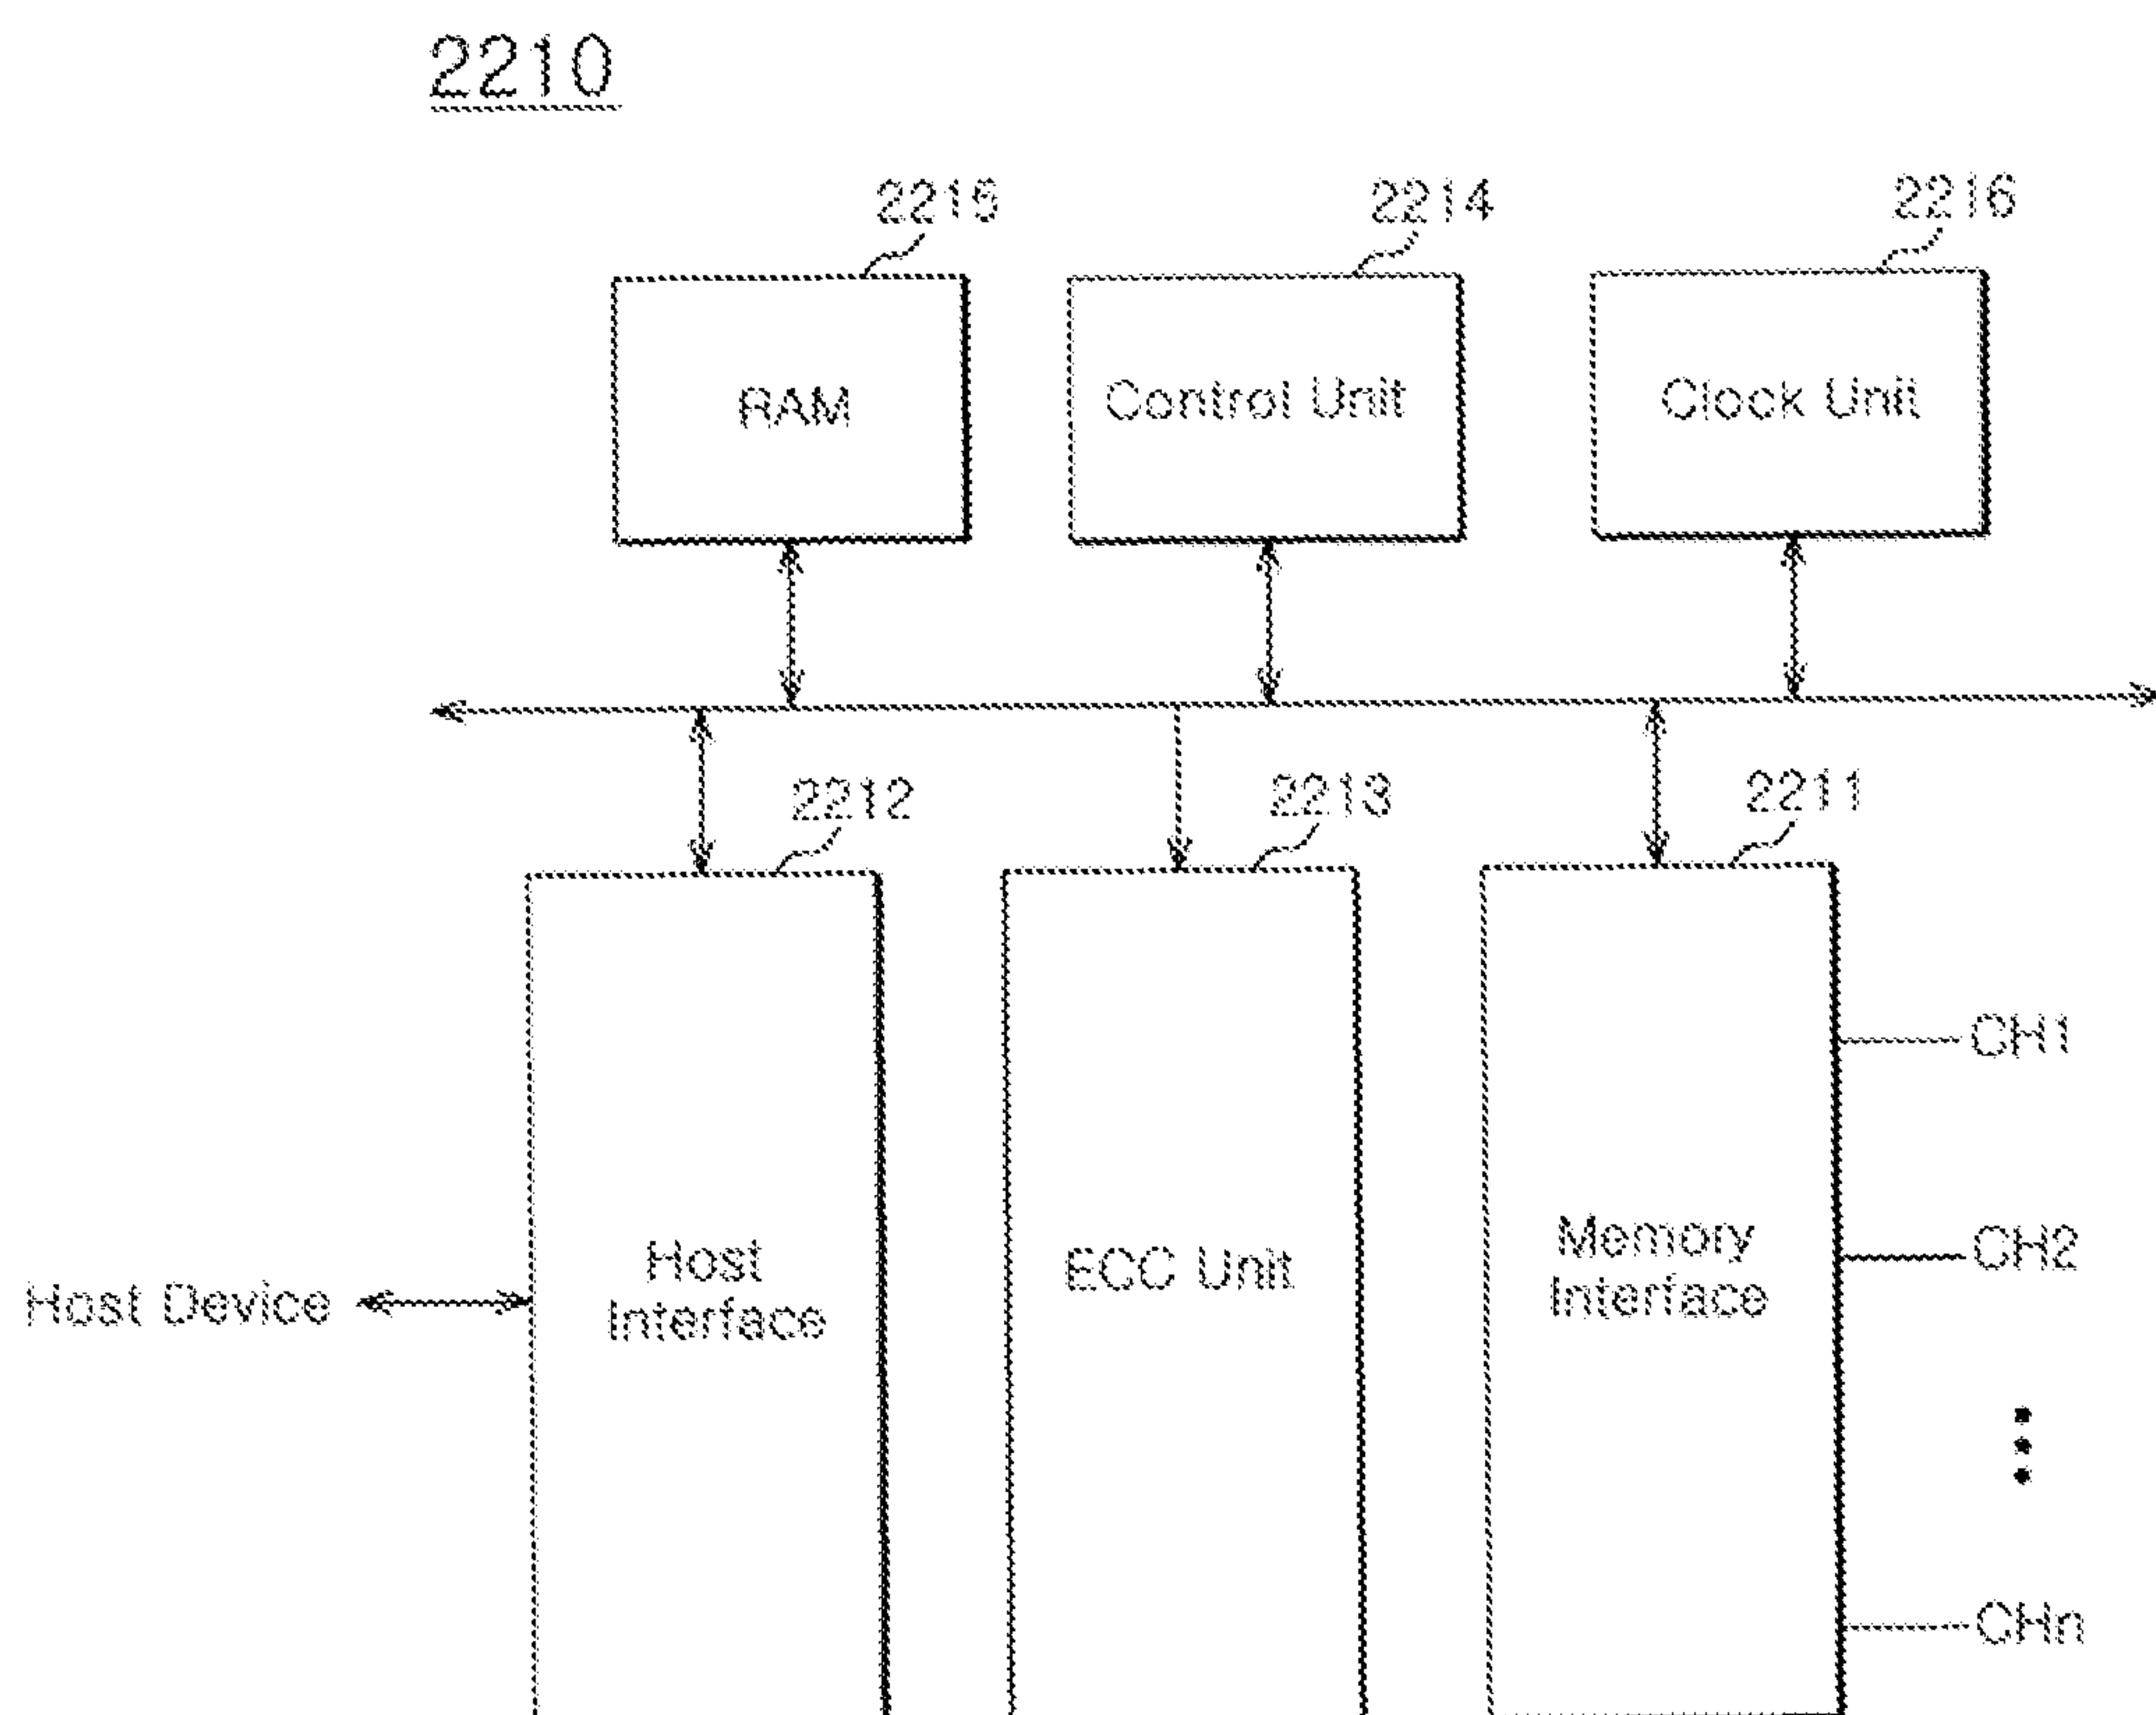 2210
2215
2214
2216
RAM
Control Unit
Clock Unit
2212
2213
2211
CH1
Host
Interface
ECC Unit
Memory
Interface
CH2
Host Device
CHn